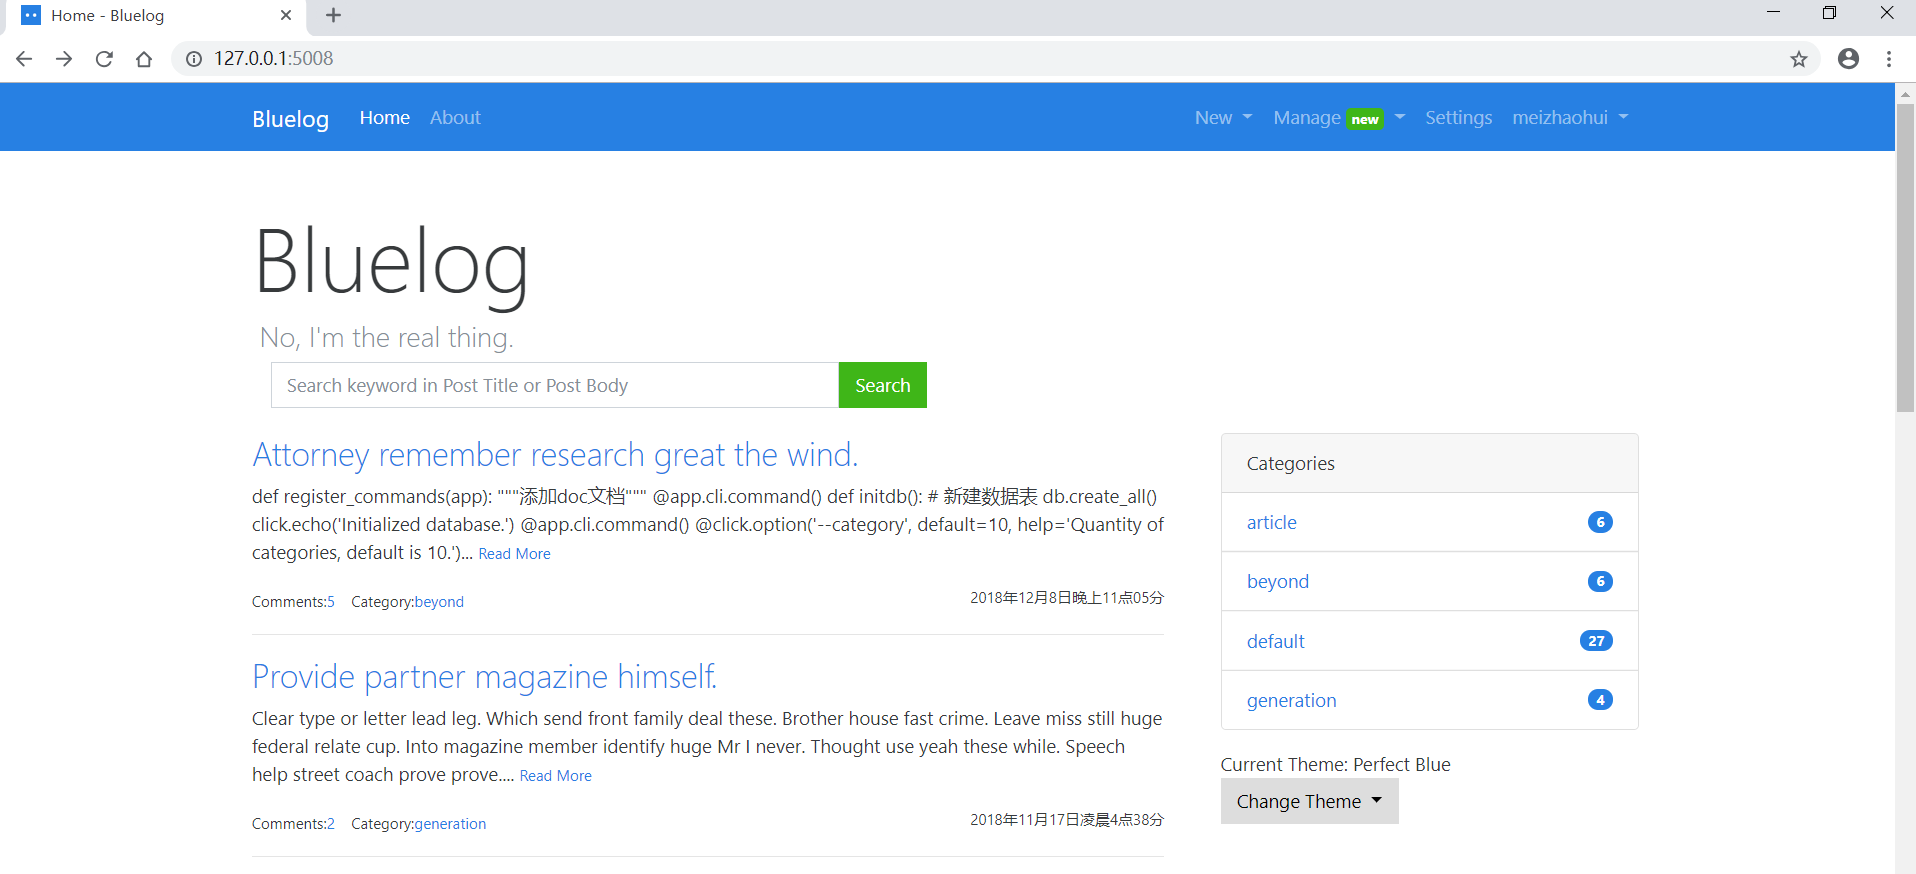 Home - Bluelog
127.0.0.1:5008
Bluelog Home About New Manage new Settings meizhaohui
Bluelog
No, I'm the real thing.
Search keyword in Post Title or Post Body Search
Attorney remember research great the wind.
def register_commands(app): """添加doc文档""" @app.cli.command() def initdb(): # 新建数据表 db.create_all()
click.echo('Initialized database.') @app.cli.command() @click.option('--category', default=10, help='Quantity of
categories, default is 10.')... Read More
Comments:5 Category:beyond 2018年12月8日晚上11点05分
Provide partner magazine himself.
Clear type or letter lead leg. Which send front family deal these. Brother house fast crime. Leave miss still huge
federal relate cup. Into magazine member identify huge Mr I never. Thought use yeah these while. Speech
help street coach prove prove.... Read More
Comments:2 Category:generation 2018年11月17日凌晨4点38分
Categories
article 6
beyond 6
default 27
generation 4
Current Theme: Perfect Blue
Change Theme